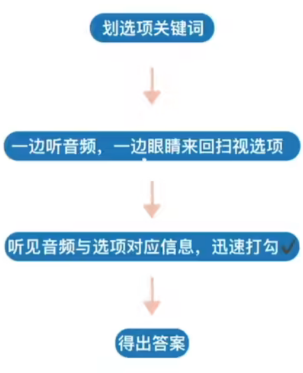 划选项关键词
一边听音频，一边眼睛来回扫视选项
听见音频与选项对应信息，迅速打勾✔
得出答案